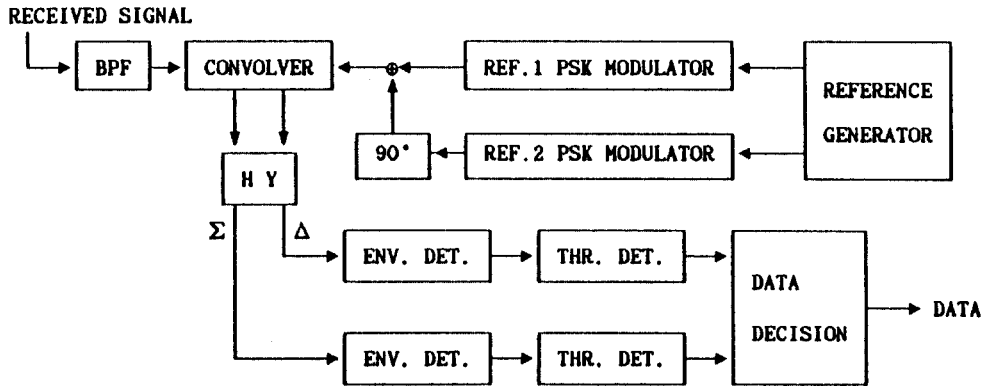 RECEIVED SIGNAL
BPF
CONVOLVER
⊕
REF.1 PSK MODULATOR
REFERENCE
GENERATOR
90°
REF.2 PSK MODULATOR
H Y
Σ
Δ
ENV. DET.
THR. DET.
DATA
DECISION
DATA
ENV. DET.
THR. DET.